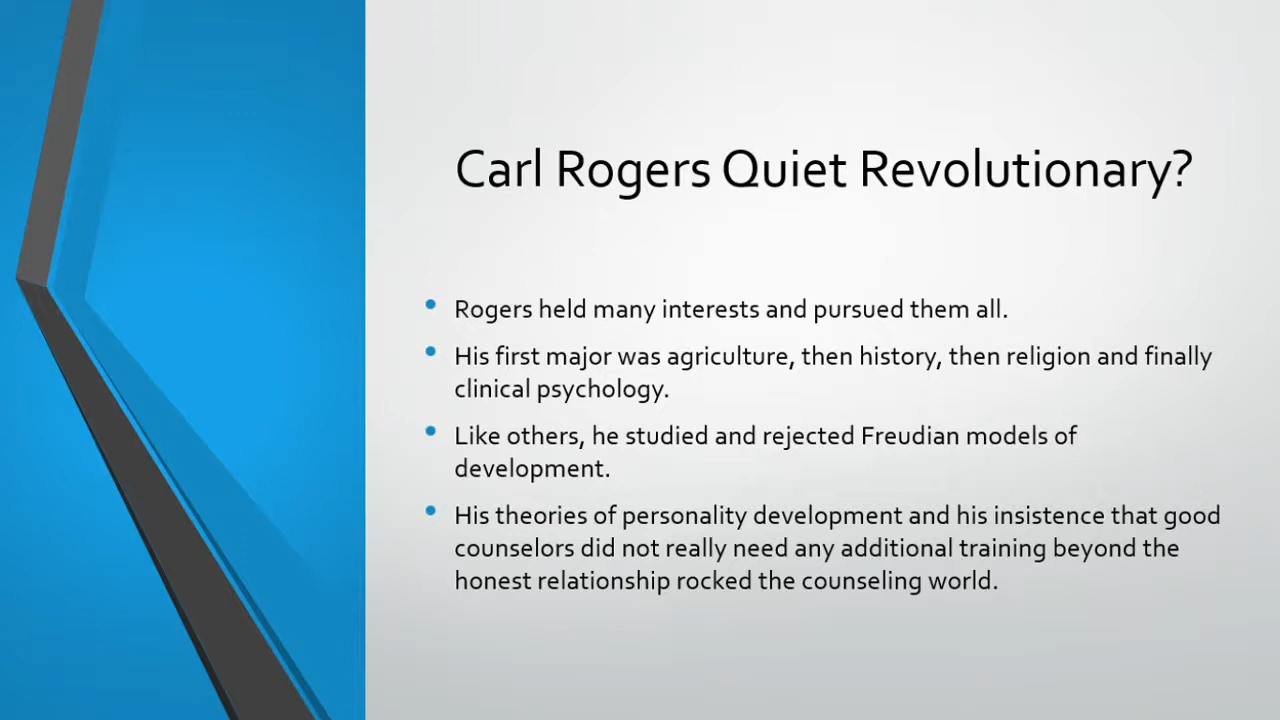 Carl Rogers Quiet Revolutionary?
• Rogers held many interests and pursued them all.
• His first major was agriculture, then history, then religion and finally
clinical psychology.
• Like others, he studied and rejected Freudian models of
development.
• His theories of personality development and his insistence that good
counselors did not really need any additional training beyond the
honest relationship rocked the counseling world.